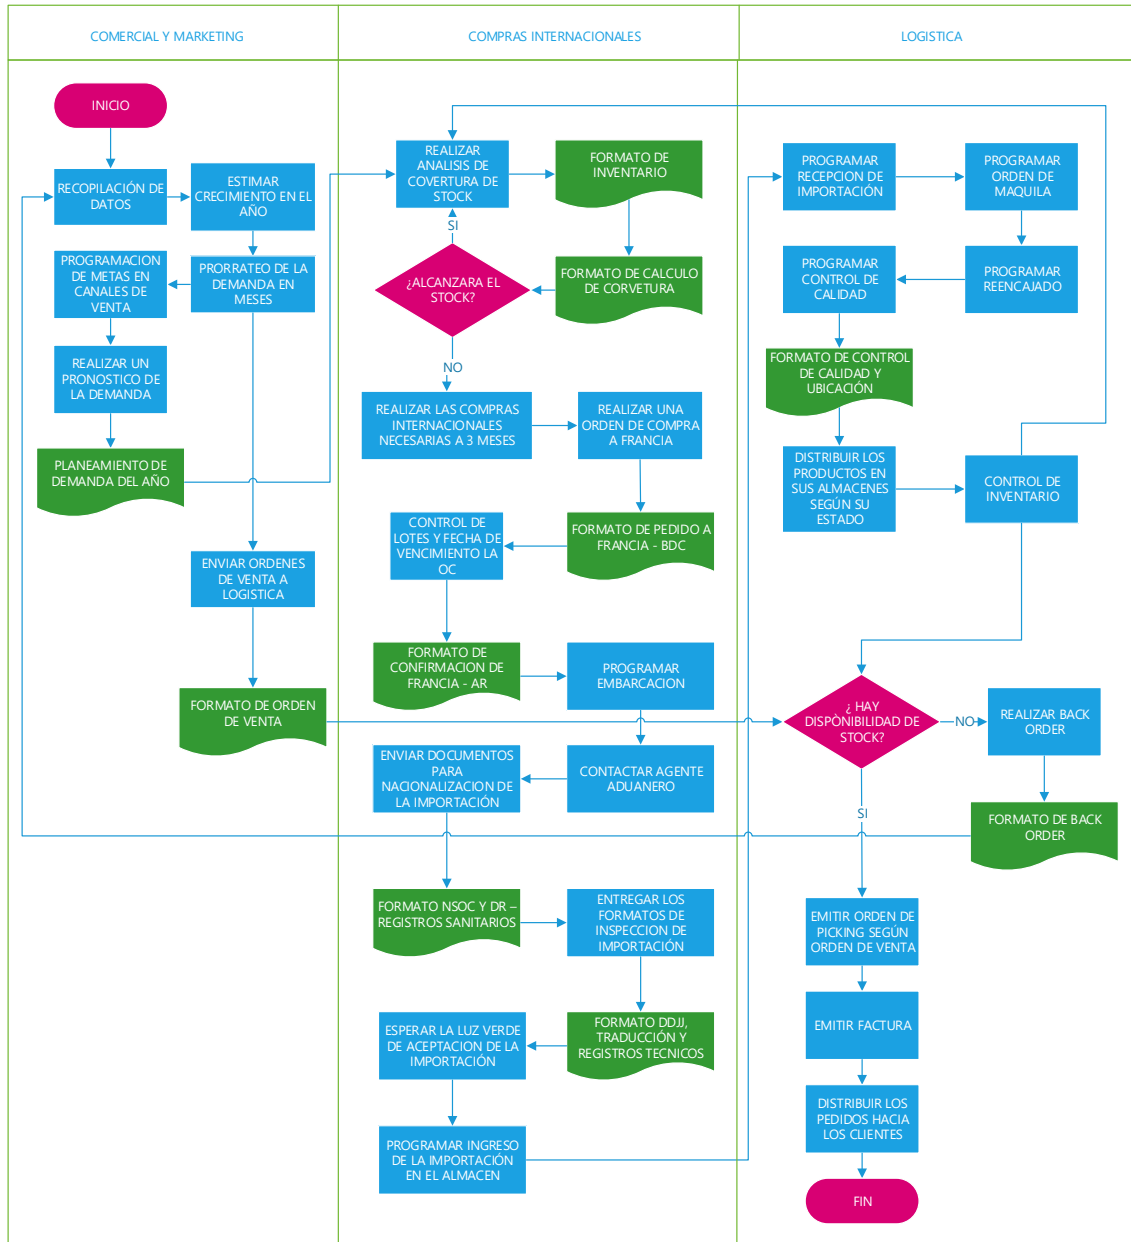 COMERCIAL Y MARKETING
COMPRAS INTERNACIONALES
LOGISTICA
INICIO
RECOPILACIÓN DE
DATOS
ESTIMAR
CRECIMIENTO EN EL
AÑO
PROGRAMACION
DE METAS EN
CANALES DE
VENTA
PRORRATEO DE LA
DEMANDA EN
MESES
REALIZAR UN
PRONOSTICO DE
LA DEMANDA
PLANEAMIENTO DE
DEMANDA DEL AÑO
ENVIAR ORDENES
DE VENTA A
LOGISTICA
FORMATO DE ORDEN
DE VENTA
REALIZAR
ANALISIS DE
COVERTURA DE
STOCK
FORMATO DE
INVENTARIO
SI
¿ALCANZARA EL
STOCK?
FORMATO DE CALCULO
DE CORVETURA
NO
REALIZAR LAS COMPRAS
INTERNACIONALES
NECESARIAS A 3 MESES
REALIZAR UNA
ORDEN DE COMPRA
A FRANCIA
CONTROL DE
LOTES Y FECHA DE
VENCIMIENTO LA
OC
FORMATO DE PEDIDO A
FRANCIA - BDC
FORMATO DE
CONFIRMACION DE
FRANCIA - AR
PROGRAMAR
EMBARCACION
ENVIAR DOCUMENTOS
PARA
NACIONALIZACION DE
LA IMPORTACIÓN
CONTACTAR AGENTE
ADUANERO
FORMATO NSOC Y DR –
REGISTROS SANITARIOS
ENTREGAR LOS
FORMATOS DE
INSPECCION DE
IMPORTACIÓN
ESPERAR LA LUZ VERDE
DE ACEPTACION DE LA
IMPORTACIÓN
FORMATO DDJJ,
TRADUCCIÓN Y
REGISTROS TECNICOS
PROGRAMAR INGRESO
DE LA IMPORTACIÓN
EN EL ALMACEN
PROGRAMAR
RECEPCION DE
IMPORTACIÓN
PROGRAMAR
ORDEN DE
MAQUILA
PROGRAMAR
CONTROL DE
CALIDAD
PROGRAMAR
REENCAJADO
FORMATO DE CONTROL
DE CALIDAD Y
UBICACIÓN
DISTRIBUIR LOS
PRODUCTOS EN
SUS ALMACENES
SEGÚN SU
ESTADO
CONTROL DE
INVENTARIO
¿ HAY
DISPÒNIBILIDAD DE
STOCK?
NO
REALIZAR BACK
ORDER
SI
FORMATO DE BACK
ORDER
EMITIR ORDEN DE
PICKING SEGÚN
ORDEN DE VENTA
EMITIR FACTURA
DISTRIBUIR LOS
PEDIDOS HACIA
LOS CLIENTES
FIN